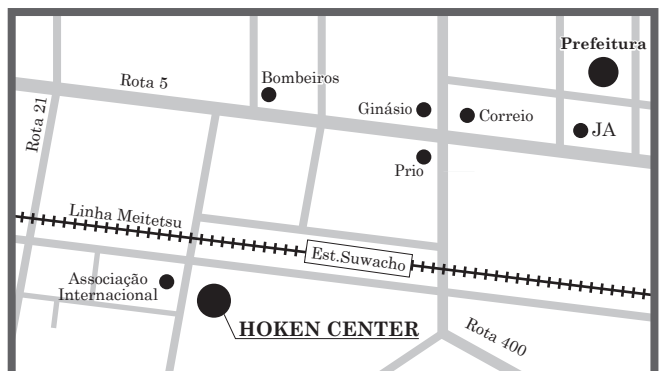 Prefeitura
Rota 5
Bombeiros
Ginásio
Correio
JA
Rota 21
Prio
Linha Meitetsu
Est.Suwacho
Associação
Internacional
HOKEN CENTER
Rota 400